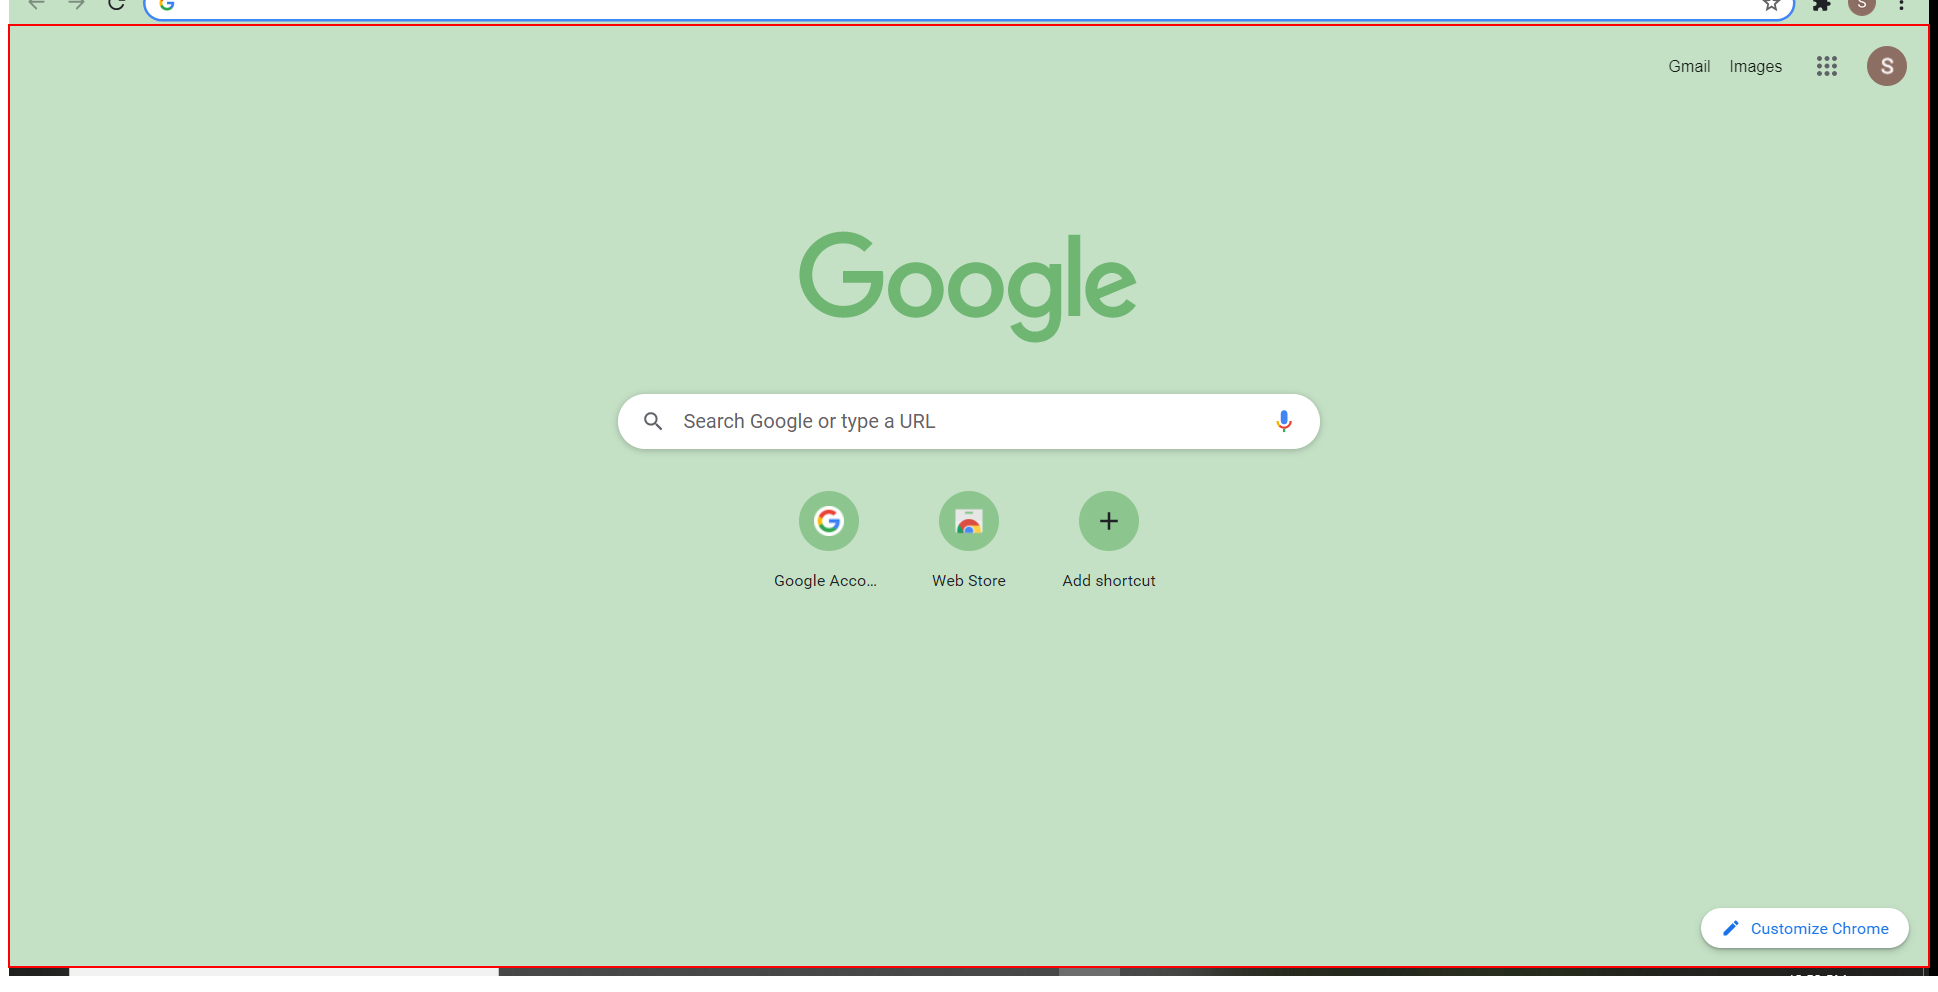 S
Gmail Images S
Google
Search Google or type a URL
Google Acco... Web Store Add shortcut
Customize Chrome